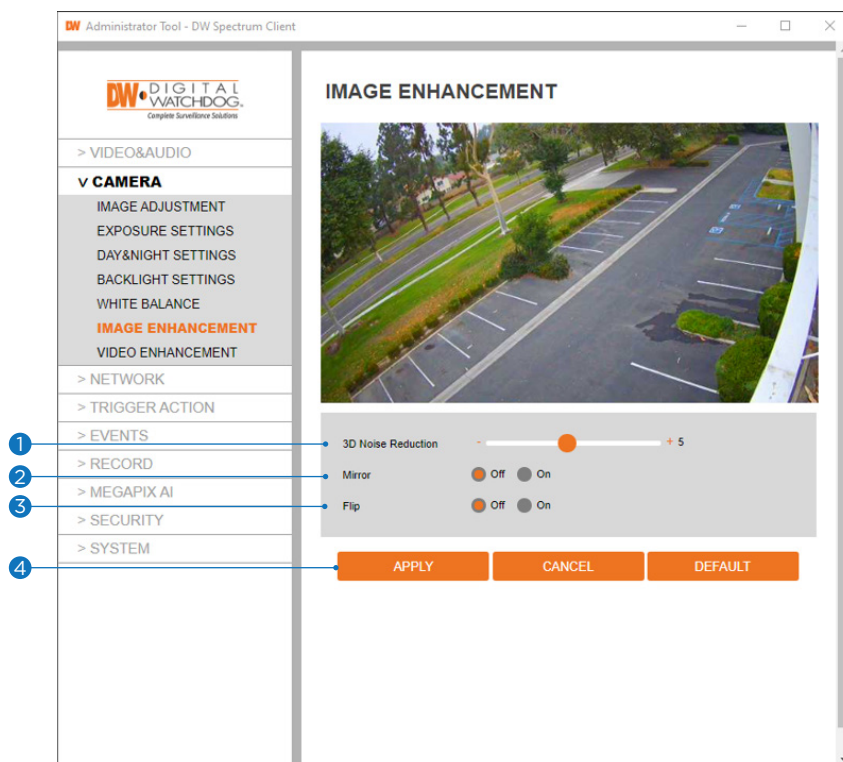 DW Administrator Tool - DW Spectrum Client
DW DIGITAL
WATCHDOG.
Complete Surveillance Solutions
IMAGE ENHANCEMENT
> VIDEO&AUDIO
v CAMERA
IMAGE ADJUSTMENT
EXPOSURE SETTINGS
DAY&NIGHT SETTINGS
BACKLIGHT SETTINGS
WHITE BALANCE
IMAGE ENHANCEMENT
VIDEO ENHANCEMENT
> NETWORK
> TRIGGER ACTION
> EVENTS
> RECORD
> MEGAPIX AI
> SECURITY
> SYSTEM
1 3D Noise Reduction - + 5
2 Mirror Off On
3 Flip Off On
4 APPLY CANCEL DEFAULT